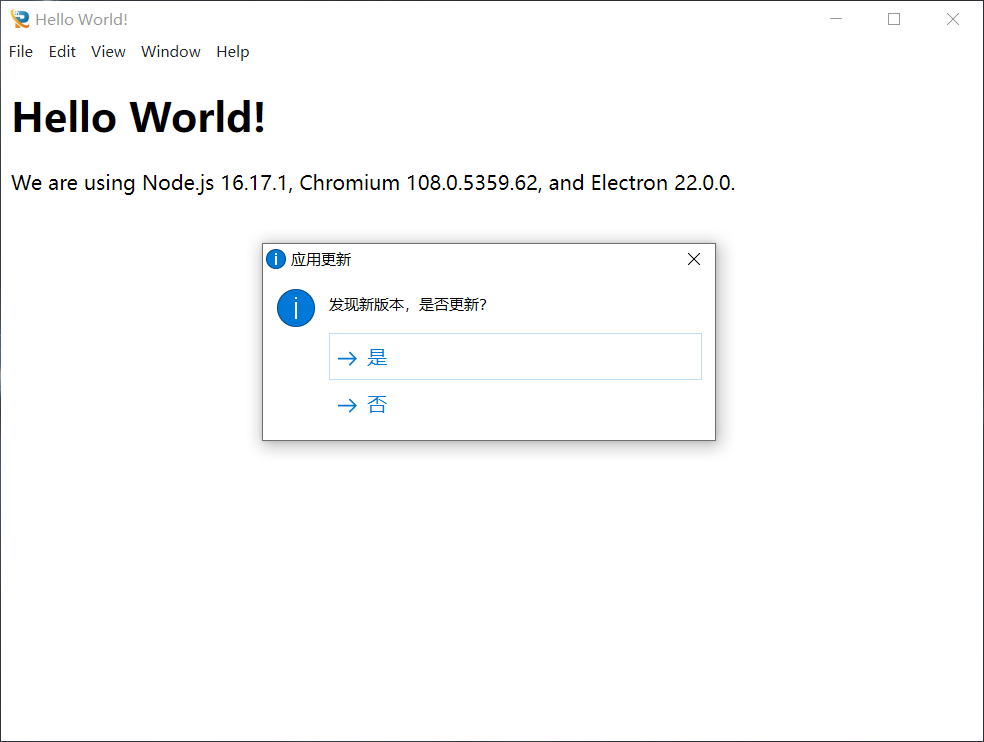 Hello World!
File Edit View Window Help
Hello World!
We are using Node.js 16.17.1, Chromium 108.0.5359.62, and Electron 22.0.0.
应用更新
发现新版本，是否更新?
是
否